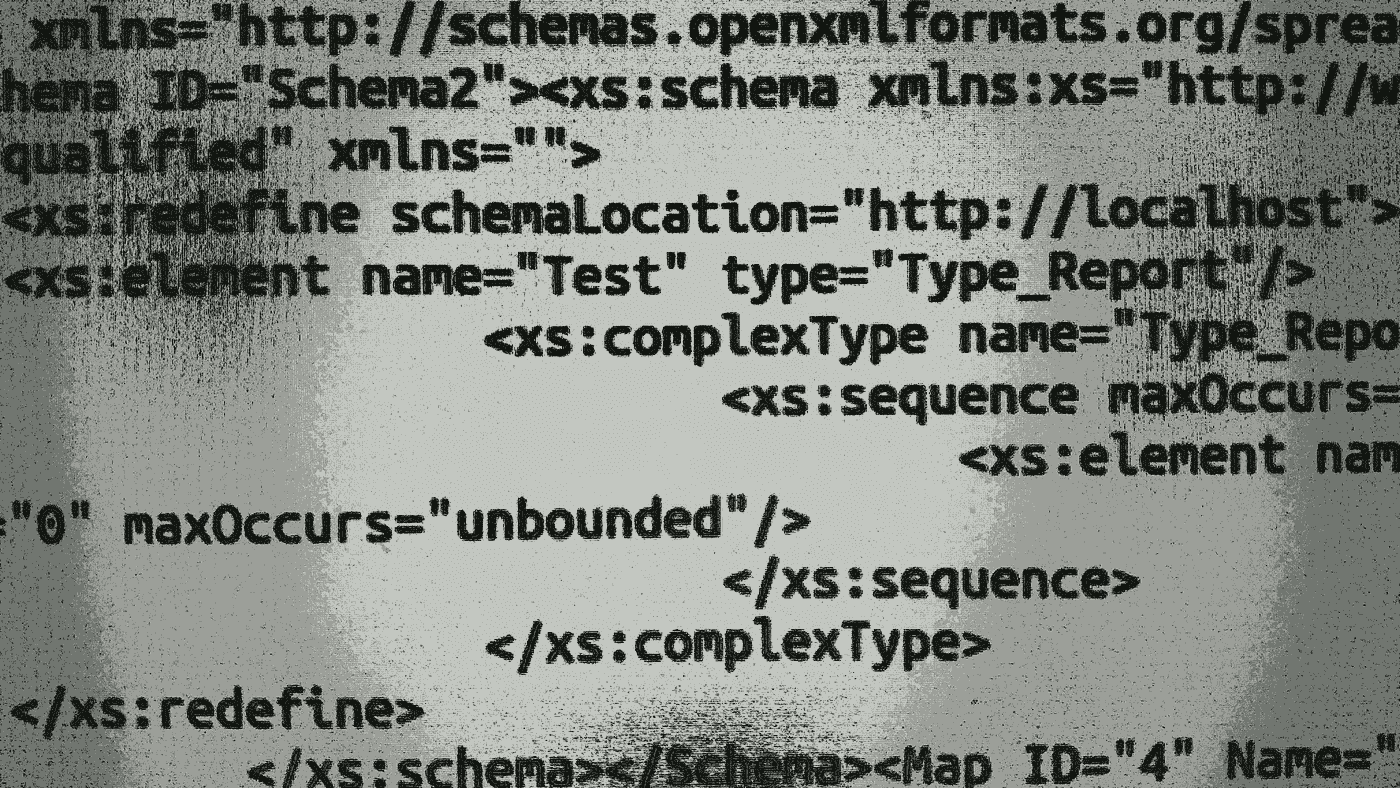 xmlns="http://schemas.openxmlformats.org/sprea
hema ID="Schema2"><xs:schema xmlns:xs="http://w
qualified" xmlns="">
<xs:redefine schemaLocation="http://localhost">
<xs:element name="Test" type="Type_Report"/>
<xs:complexType name="Type_Repo
<xs:sequence maxOccurs=
<xs:element nam
="0" maxOccurs="unbounded"/>
</xs:sequence>
</xs:complexType>
</xs:redefine>
</xs:schema></Schema><Map ID="4" Name="